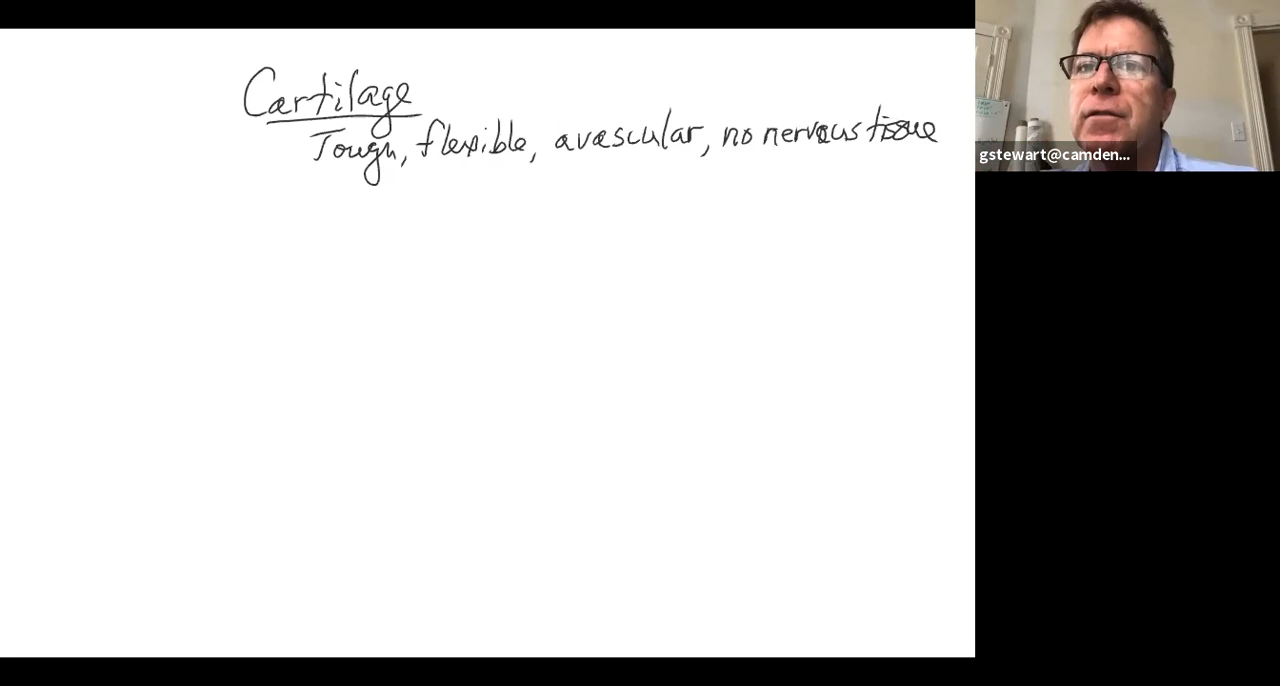 Cartilage
Tough, flexible, avascular, no nervous tissue
gstewart@camden...